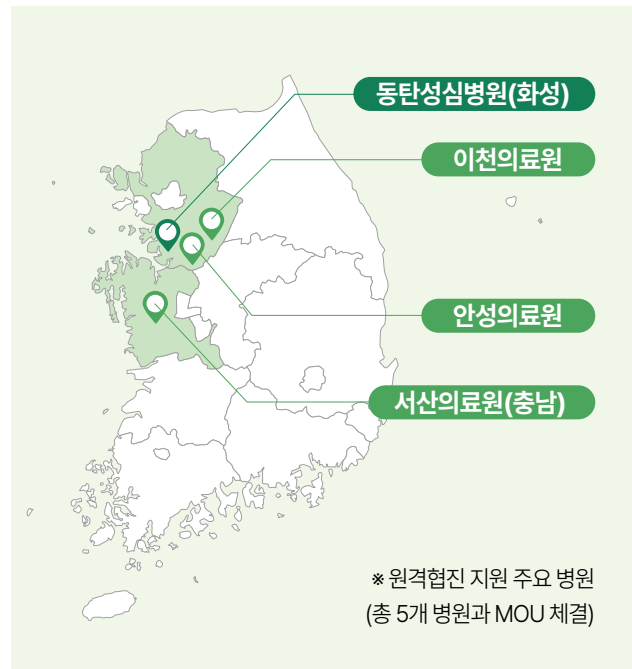 동탄성심병원(화성)
이천의료원
안성의료원
서산의료원(충남)
※ 원격협진 지원 주요 병원
(총 5개 병원과 MOU 체결)